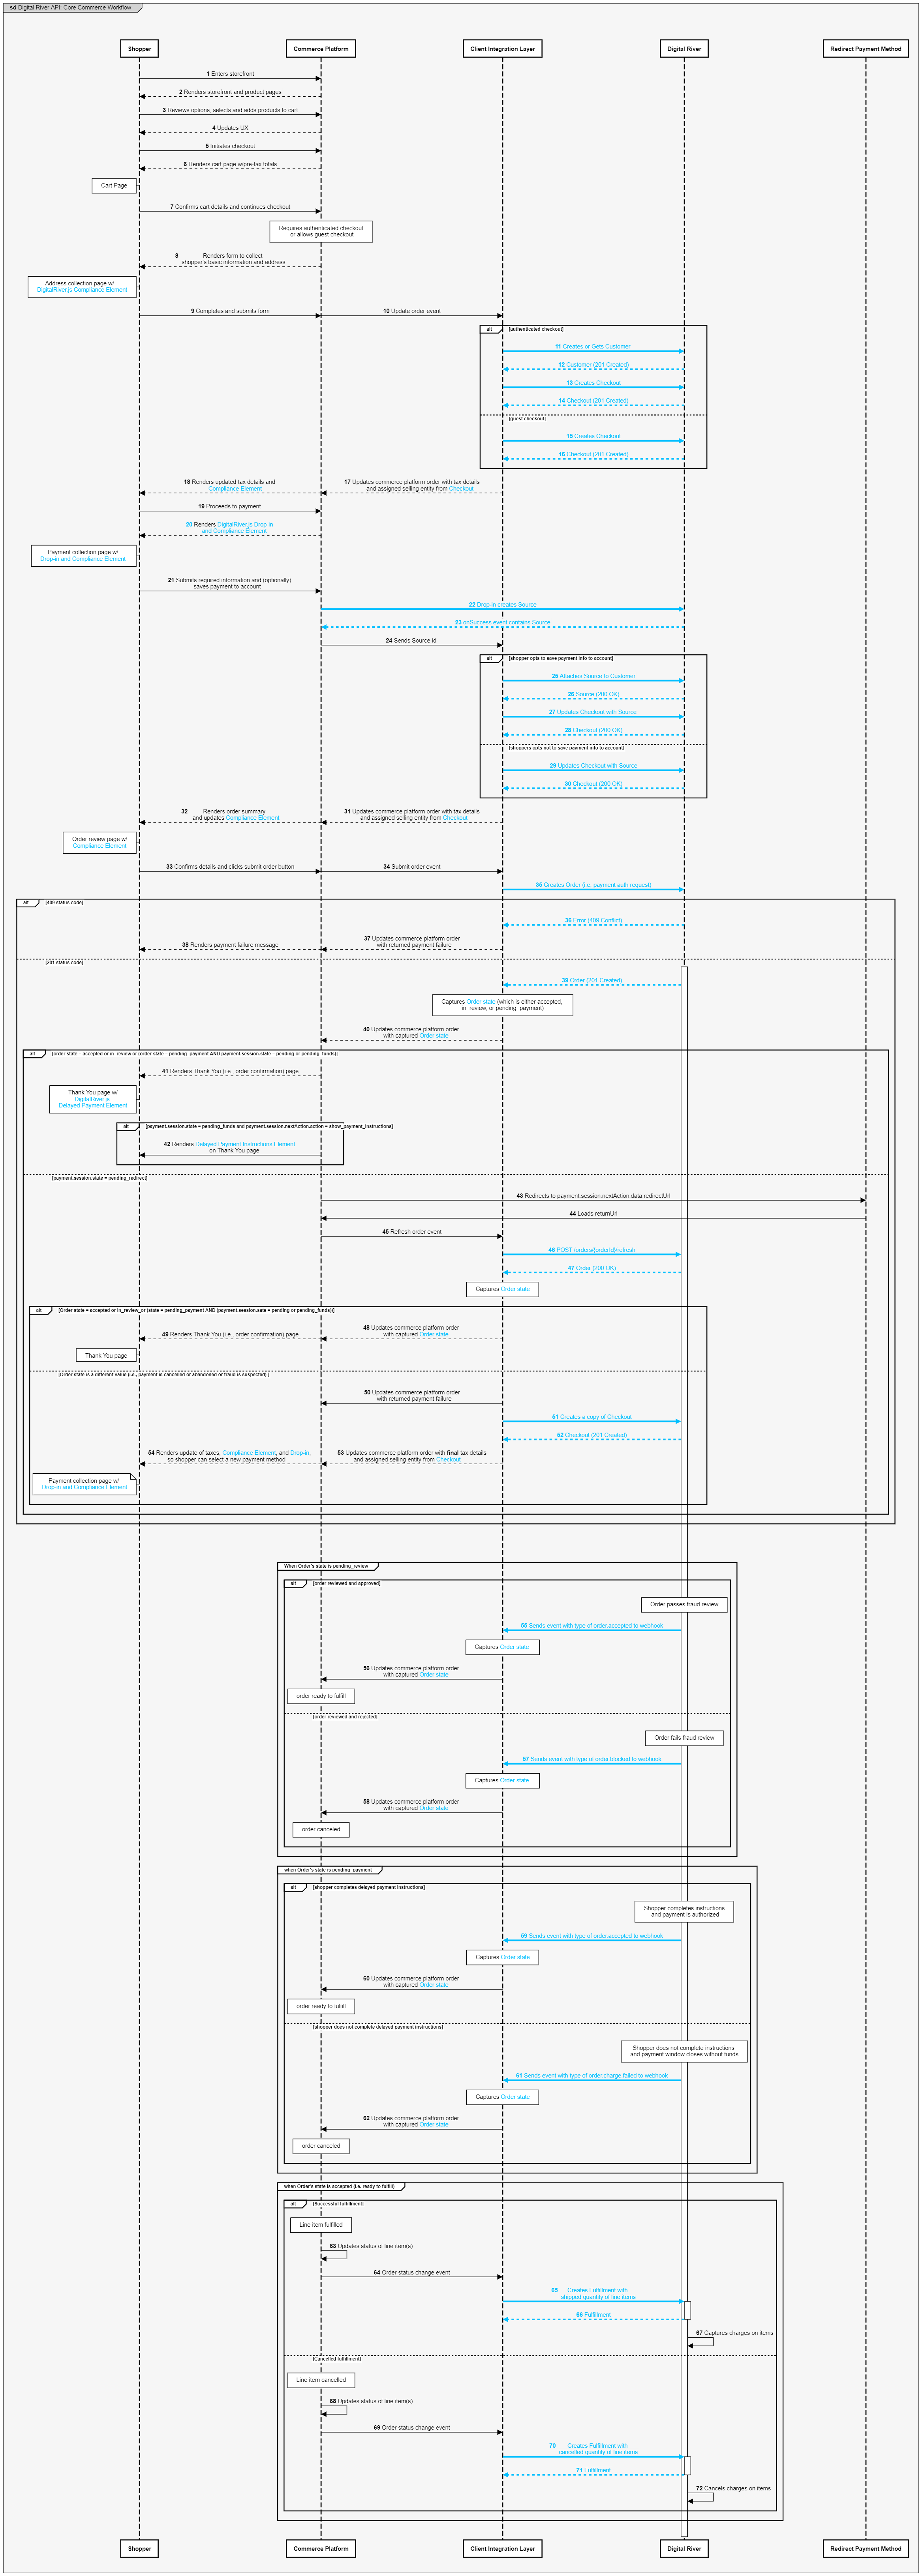 sd Digital River API: Core Commerce Workflow
Shopper
Commerce Platform
Client Integration Layer
Digital River
Redirect Payment Method
1 Enters storefront
2 Renders storefront and product pages
3 Reviews options, selects and adds products to cart
4 Updates UX
5 Initiates checkout
6 Renders cart page w/pre-tax totals
Cart Page
7 Confirms cart details and continues checkout
Requires authenticated checkout
or allows guest checkout
8 Renders form to collect
shopper's basic information and address
Address collection page w/
DigitalRiver.js Compliance Element
9 Completes and submits form
10 Update order event
alt
[authenticated checkout]
11 Creates or Gets Customer
12 Customer (201 Created)
13 Creates Checkout
14 Checkout (201 Created)
[guest checkout]
15 Creates Checkout
16 Checkout (201 Created)
18 Renders updated tax details and
Compliance Element
17 Updates commerce platform order with tax details
and assigned selling entity from Checkout
19 Proceeds to payment
20 Renders DigitalRiver.js Drop-in
and Compliance Element
Payment collection page w/
Drop-in and Compliance Element
21 Submits required information and (optionally)
saves payment to account
22 Drop-in creates Source
23 onSuccess event contains Source
24 Sends Source id
alt
[shopper opts to save payment info to account]
25 Attaches Source to Customer
26 Source (200 OK)
27 Updates Checkout with Source
28 Checkout (200 OK)
[shoppers opts not to save payment info to account]
29 Updates Checkout with Source
30 Checkout (200 OK)
32 Renders order summary
and updates Compliance Element
31 Updates commerce platform order with tax details
and assigned selling entity from Checkout
Order review page w/
Compliance Element
33 Confirms details and clicks submit order button
34 Submit order event
35 Creates Order (i.e, payment auth request)
alt
[409 status code]
36 Error (409 Conflict)
38 Renders payment failure message
37 Updates commerce platform order
with returned payment failure
[201 status code]
39 Order (201 Created)
Captures Order state (which is either accepted,
in_review, or pending_payment)
40 Updates commerce platform order
with captured Order state
alt
[order state = accepted or in_review or (order state = pending_payment AND payment.session.state = pending or pending_funds)]
41 Renders Thank You (i.e., order confirmation) page
Thank You page w/
DigitalRiver.js
Delayed Payment Element
alt
[payment.session.state = pending_funds and payment.session.nextAction.action = show_payment_instructions]
42 Renders Delayed Payment Instructions Element
on Thank You page
[payment.session.state = pending_redirect]
43 Redirects to payment.session.nextAction.data.redirectUrl
44 Loads returnUrl
45 Refresh order event
46 POST /orders/{orderId}/refresh
47 Order (200 OK)
Captures Order state
alt
[Order state = accepted or in_review_or (state = pending_payment AND (payment.session.sate = pending or pending_funds))]
49 Renders Thank You (i.e., order confirmation) page
48 Updates commerce platform order
with captured Order state
Thank You page
[Order state is a different value (i.e., payment is cancelled or abandoned or fraud is suspected) ]
50 Updates commerce platform order
with returned payment failure
51 Creates a copy of Checkout
52 Checkout (201 Created)
54 Renders update of taxes, Compliance Element, and Drop-in,
so shopper can select a new payment method
53 Updates commerce platform order with final tax details
and assigned selling entity from Checkout
Payment collection page w/
Drop-in and Compliance Element
When Order's state is pending_review
alt
[order reviewed and approved]
Order passes fraud review
55 Sends event with type of order.accepted to webhook
Captures Order state
56 Updates commerce platform order
with captured Order state
order ready to fulfill
[order reviewed and rejected]
Order fails fraud review
57 Sends event with type of order.blocked to webhook
Captures Order state
58 Updates commerce platform order
with captured Order state
order canceled
when Order's state is pending_payment
alt
[shopper completes delayed payment instructions]
Shopper completes instructions
and payment is authorized
59 Sends event with type of order.accepted to webhook
Captures Order state
60 Updates commerce platform order
with captured Order state
order ready to fulfill
[shopper does not complete delayed payment instructions]
Shopper does not complete instructions
and payment window closes without funds
61 Sends event with type of order.charge.failed to webhook
Captures Order state
62 Updates commerce platform order
with captured Order state
order canceled
when Order's state is accepted (i.e. ready to fulfill)
alt
[Successful fulfillment]
Line item fulfilled
63 Updates status of line item(s)
64 Order status change event
65 Creates Fulfillment with
shipped quantity of line items
66 Fulfillment
67 Captures charges on items
[Cancelled fulfillment]
Line item cancelled
68 Updates status of line item(s)
69 Order status change event
70 Creates Fulfillment with
cancelled quantity of line items
71 Fulfillment
72 Cancels charges on items
Shopper
Commerce Platform
Client Integration Layer
Digital River
Redirect Payment Method